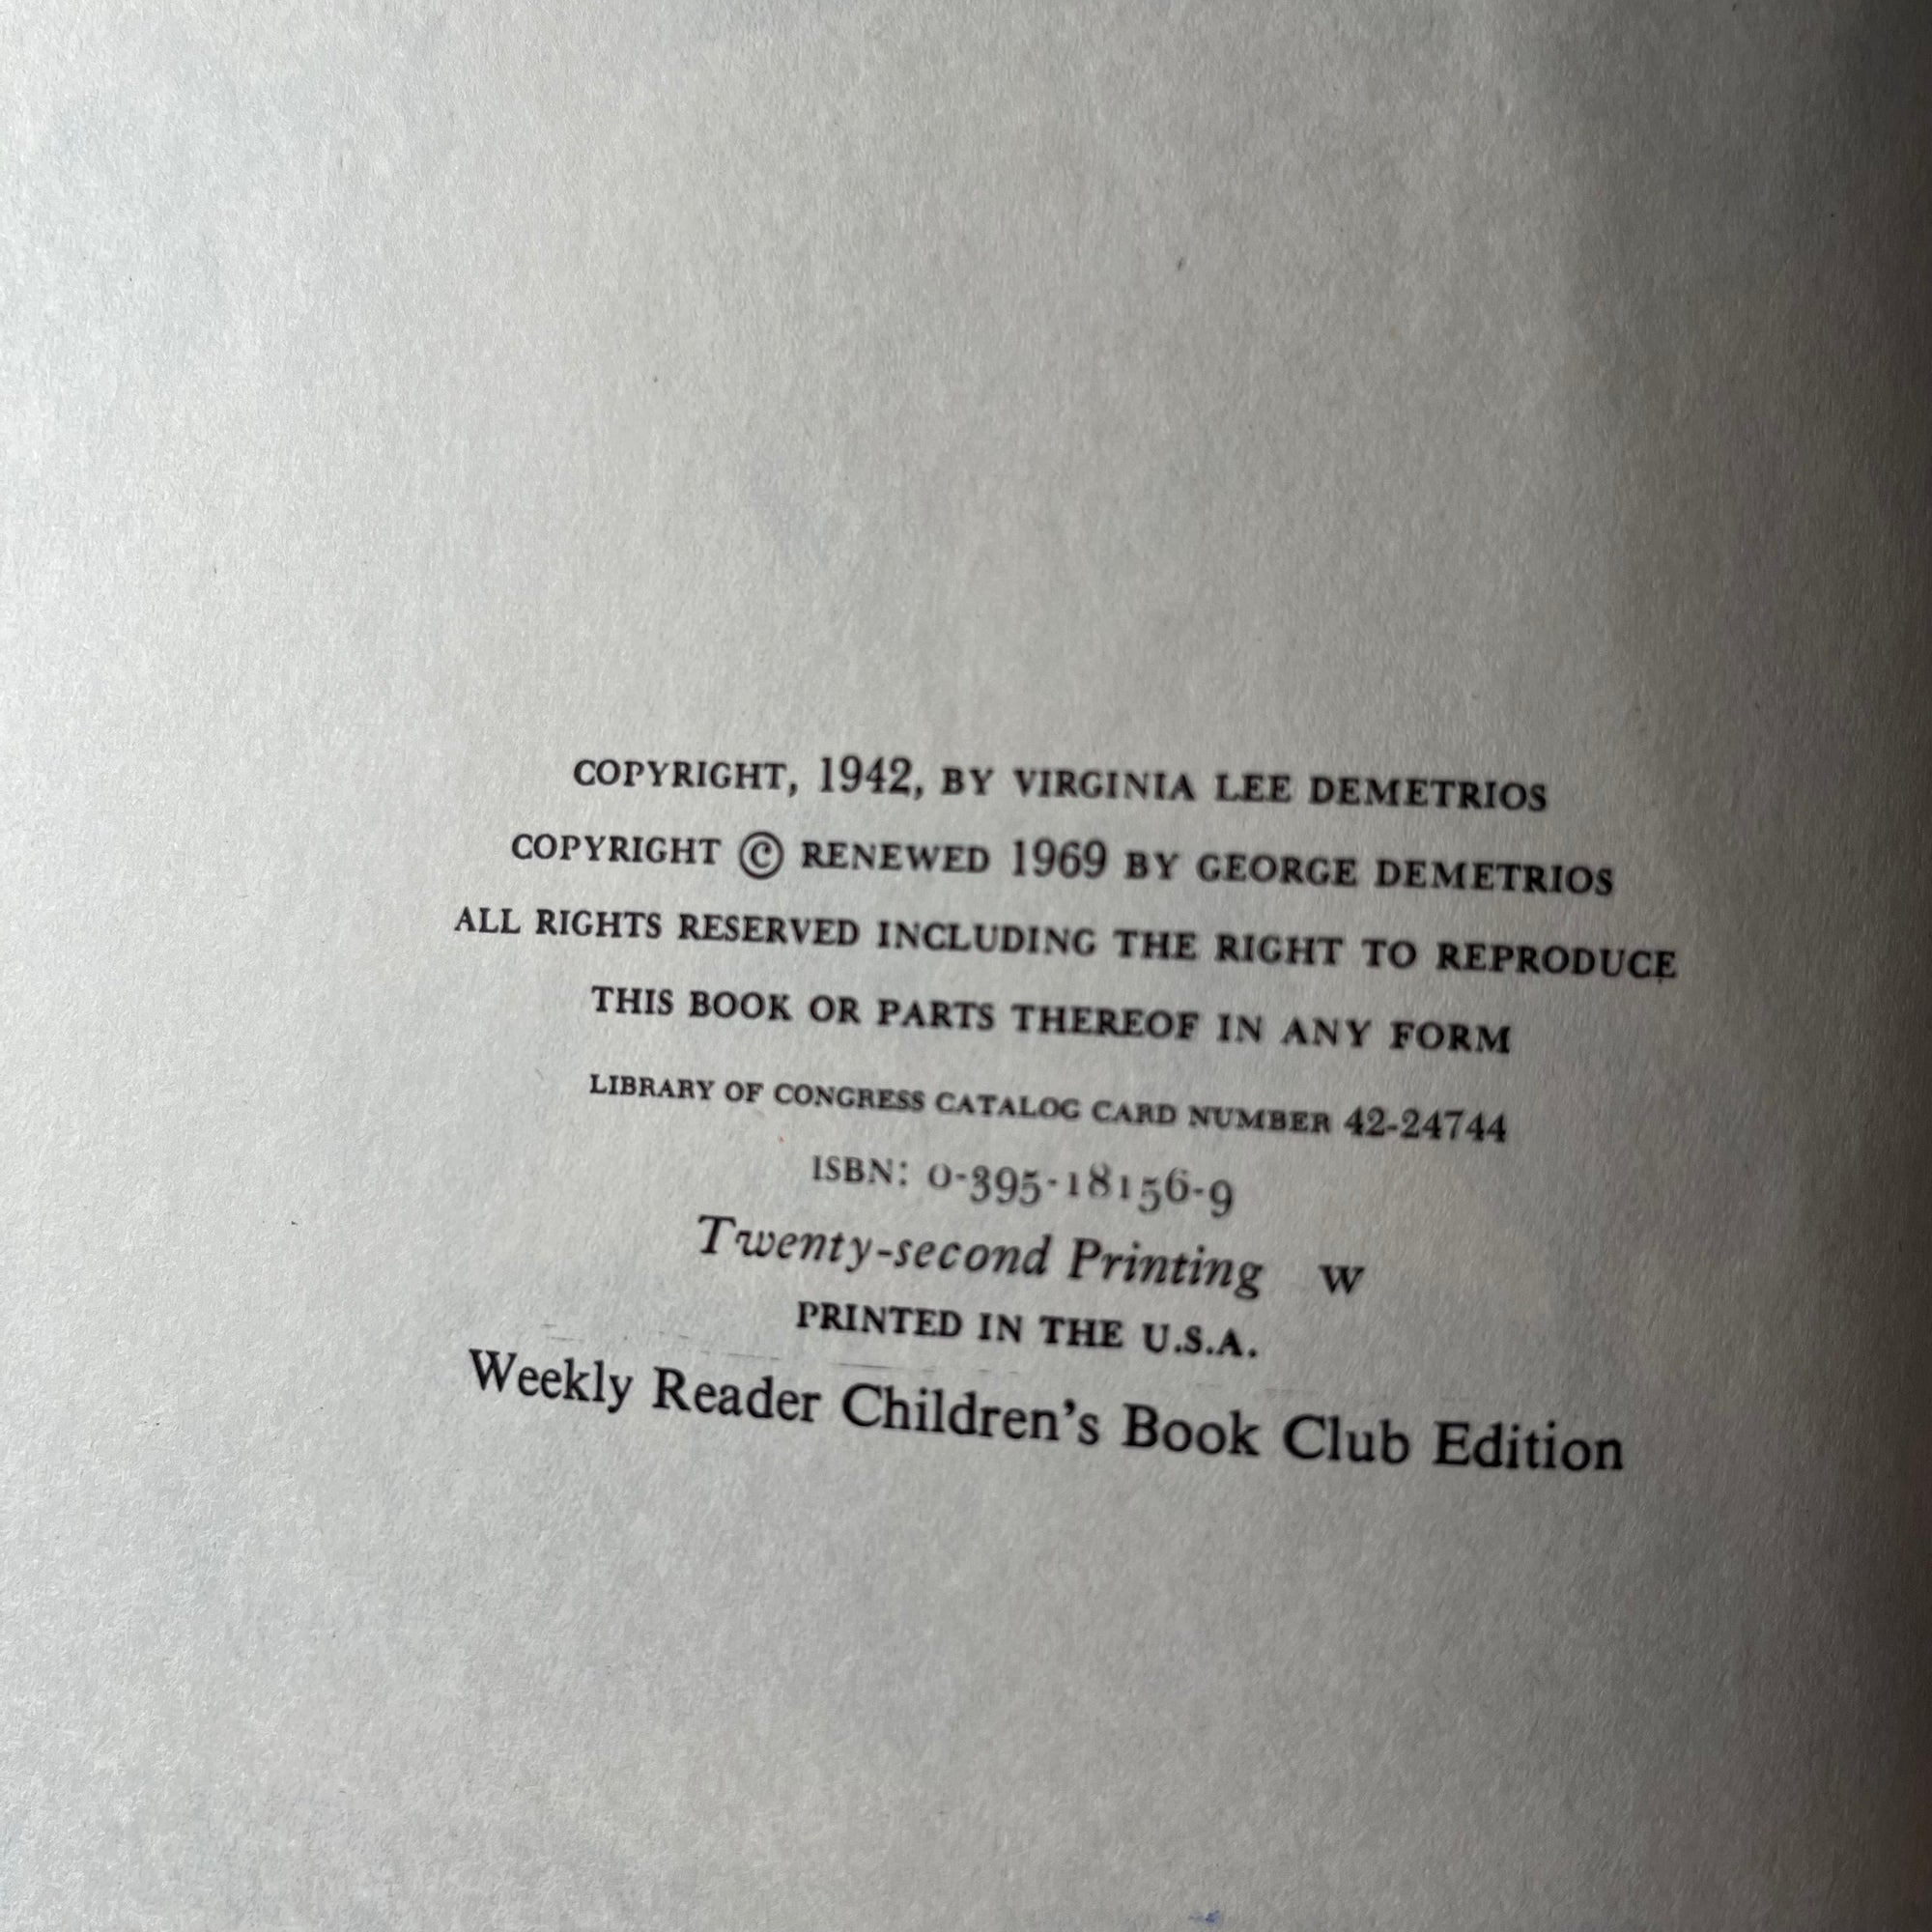 COPYRIGHT, 1942, BY VIRGINIA LEE DEMETRIOS
COPYRIGHT © RENEWED 1969 BY GEORGE DEMETRIOS
ALL RIGHTS RESERVED INCLUDING THE RIGHT TO REPRODUCE
THIS BOOK OR PARTS THEREOF IN ANY FORM
LIBRARY OF CONGRESS CATALOG CARD NUMBER 42-24744
ISBN: 0-395-18156-9
Twenty-second Printing W
PRINTED IN THE U.S.A.
Weekly Reader Children's Book Club Edition